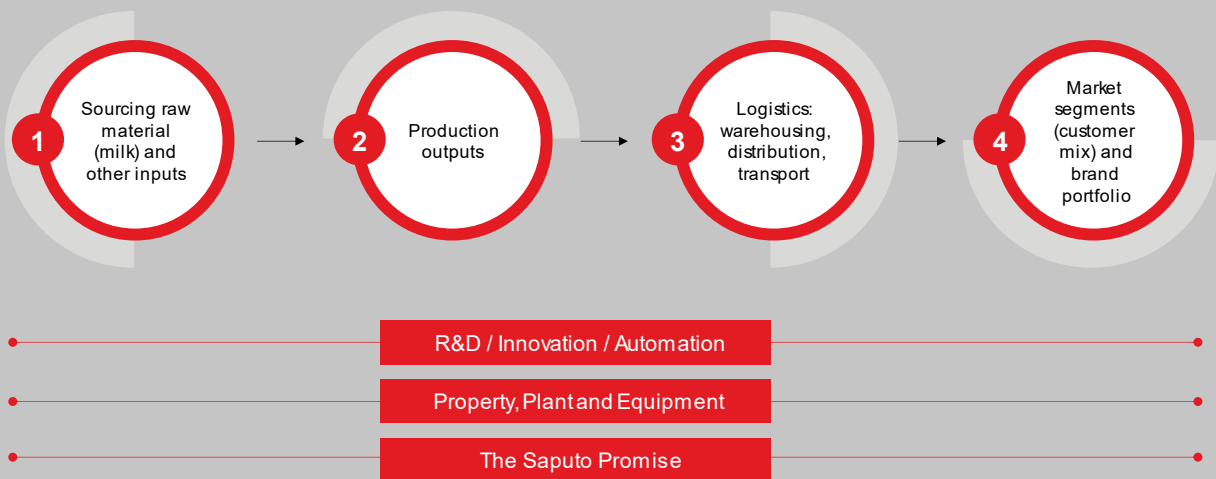 1
Sourcing raw
material
(milk) and
other inputs
2
Production
outputs
3
Logistics:
warehousing,
distribution,
transport
4
Market
segments
(customer
mix) and
brand
portfolio
R&D / Innovation / Automation
Property, Plant and Equipment
The Saputo Promise